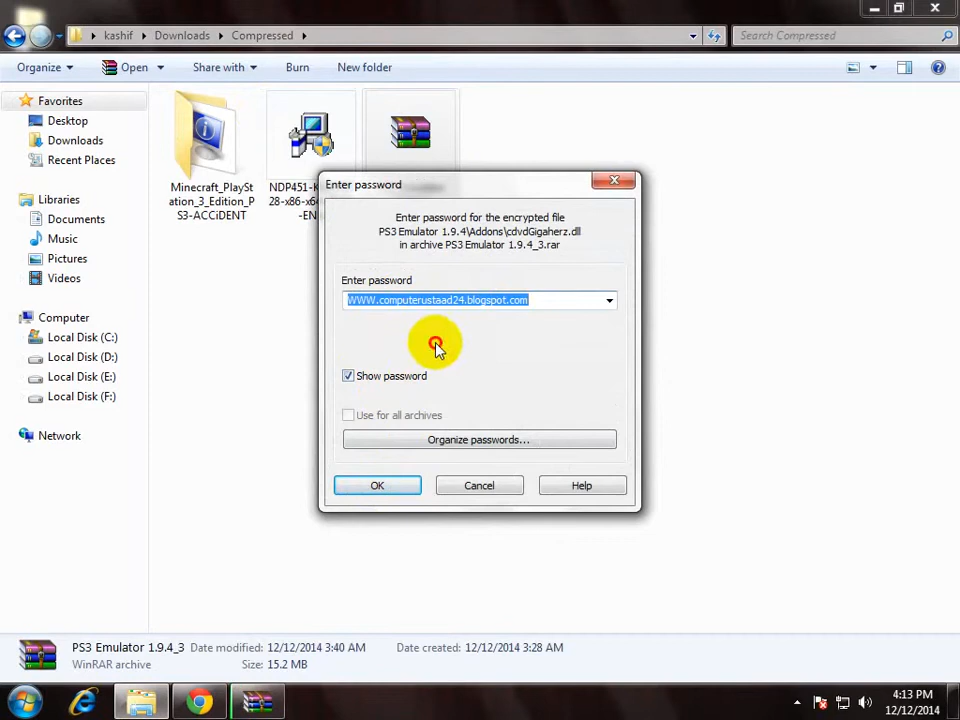 kashif
Downloads
Compressed
Search Compressed
Organize
Open
Share with
Burn
New folder
Favorites
Desktop
Downloads
Recent Places
Libraries
Documents
Music
Pictures
Videos
Computer
Local Disk (C:)
Local Disk (D:)
Local Disk (E:)
Local Disk (F:)
Network
Minecraft_PlaySt
ation_3_Edition_P
S3-ACCiDENT
Enter password
Enter password for the encrypted file
PS3 Emulator 1.9.4\Addons\cdvdGigaherz.dll
in archive PS3 Emulator 1.9.4_3.rar
Enter password
WWW.computerustaad24.blogspot.com
Show password
Use for all archives
Organize passwords...
OK
Cancel
Help
PS3 Emulator 1.9.4_3
Date modified: 12/12/2014 3:40 AM
Date created: 12/12/2014 3:28 AM
WinRAR archive
Size: 15.2 MB
4:13 PM
12/12/2014